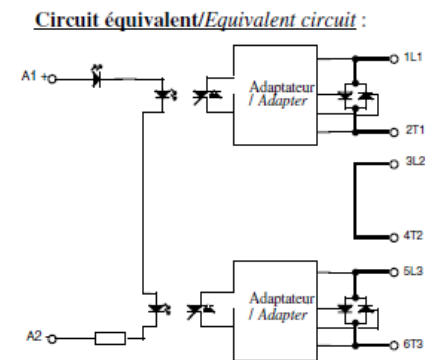 Circuit équivalent/Equivalent circuit :
1L1
A1 +
Adaptateur
/ Adapter
2T1
3L2
4T2
5L3
Adaptateur
/ Adapter
A2 -
6T3